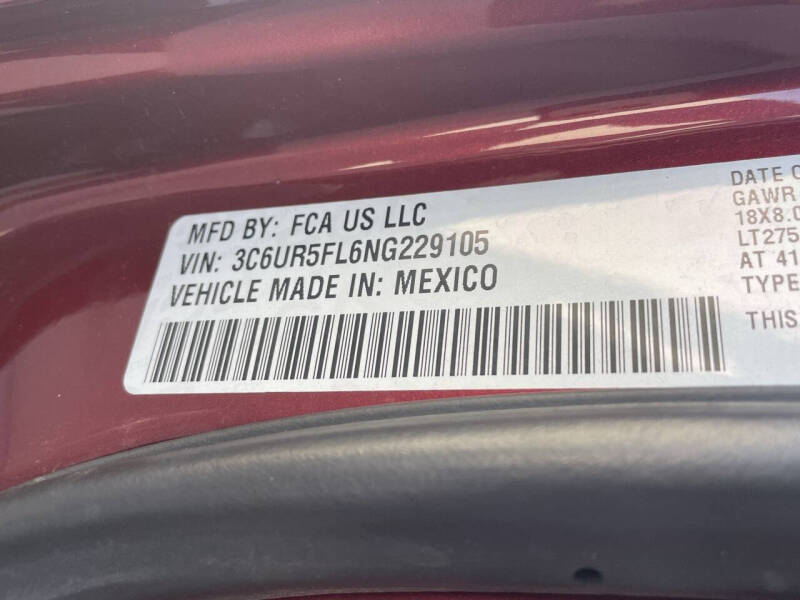 MFD BY: FCA US LLC
VIN: 3C6UR5FL6NG229105
VEHICLE MADE IN: MEXICO
DATE O
GAWR
18X8.0
LT275
AT 41
TYPE
THIS